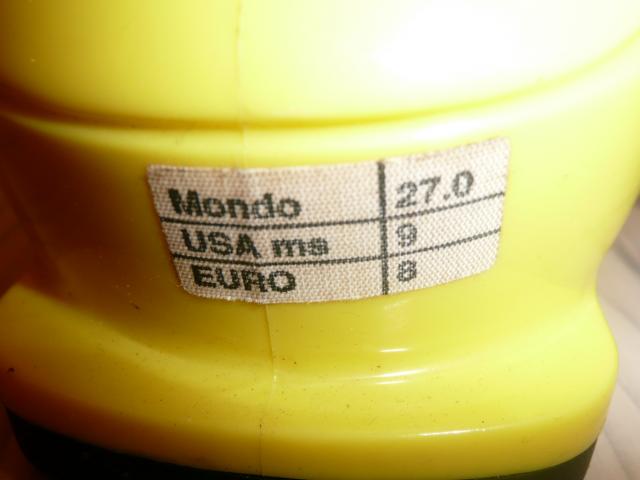 Mondo 27.0
USA ms 9
EURO 8